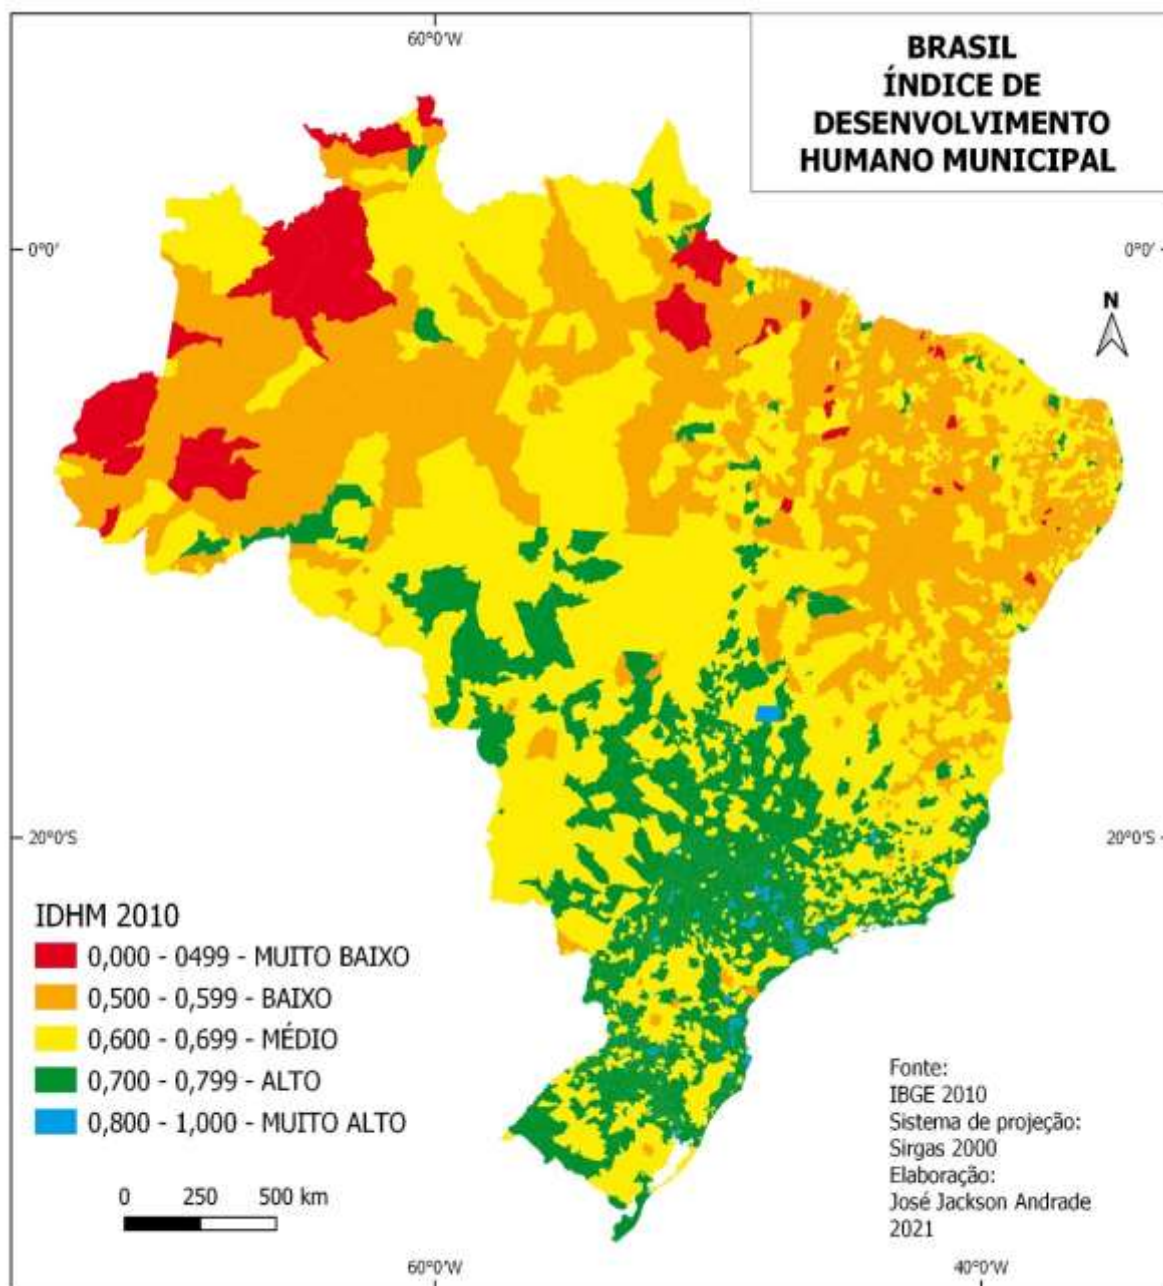 60°0'W
BRASIL
ÍNDICE DE
DESENVOLVIMENTO
HUMANO MUNICIPAL
0°0'
0°0'
N
20°0'S
20°0'S
IDHM 2010
0,000 - 0499 - MUITO BAIXO
0,500 - 0,599 - BAIXO
0,600 - 0,699 - MÉDIO
0,700 - 0,799 - ALTO
0,800 - 1,000 - MUITO ALTO
0 250 500 km
Fonte:
IBGE 2010
Sistema de projeção:
Sirgas 2000
Elaboração:
José Jackson Andrade
2021
60°0'W
40°0'W